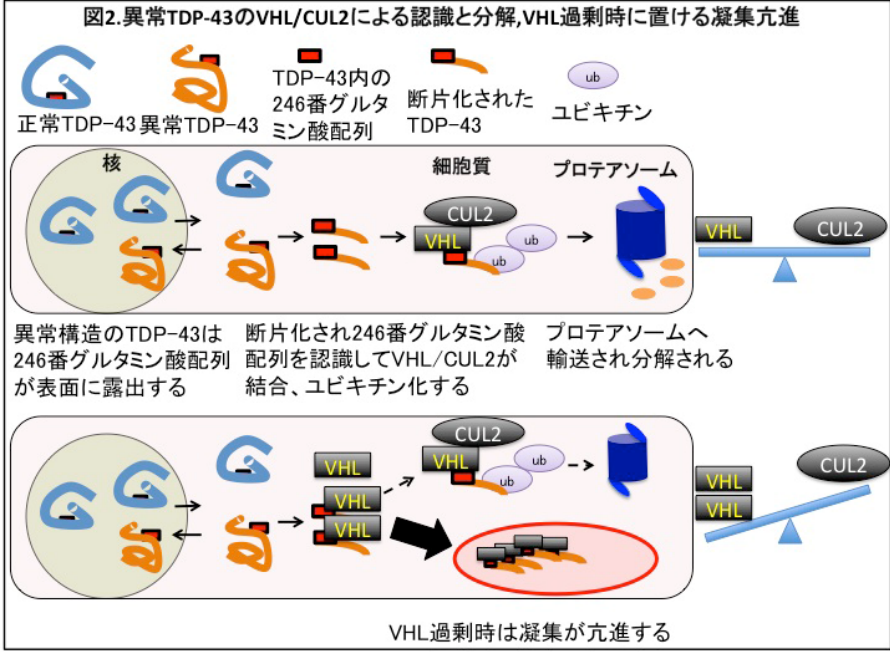 図2.異常TDP-43のVHL/CUL2による認識と分解,VHL過剰時に置ける凝集亢進
正常TDP-43
異常TDP-43
TDP-43内の
246番グルタ
ミン酸配列
断片化された
TDP-43
ub
ユビキチン
核
細胞質
プロテアソーム
CUL2
VHL
ub
ub
VHL
CUL2
異常構造のTDP-43は
246番グルタミン酸配列
が表面に露出する
断片化され246番グルタミン酸
配列を認識してVHL/CUL2が
結合、ユビキチン化する
プロテアソームへ
輸送され分解される
VHL
VHL
VHL
CUL2
VHL
ub
ub
CUL2
VHL
VHL
VHL過剰時は凝集が亢進する